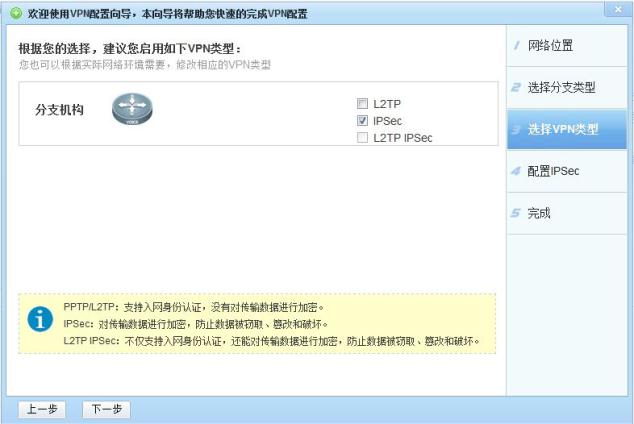 欢迎使用VPN配置向导，本向导将帮助您快速的完成VPN配置
根据您的选择，建议您启用如下VPN类型：
您也可以根据实际网络环境需要，修改相应的VPN类型
分支机构
L2TP
IPSec
L2TP IPSec
1 网络位置
2 选择分支类型
3 选择VPN类型
4 配置IPSec
5 完成
PPTP/L2TP：支持入网身份认证，没有对传输数据进行加密。
IPSec：对传输数据进行加密，防止数据被窃取、篡改和破坏。
L2TP IPSec：不仅支持入网身份认证，还能对传输数据进行加密，防止数据被窃取、篡改和破坏。
上一步
下一步